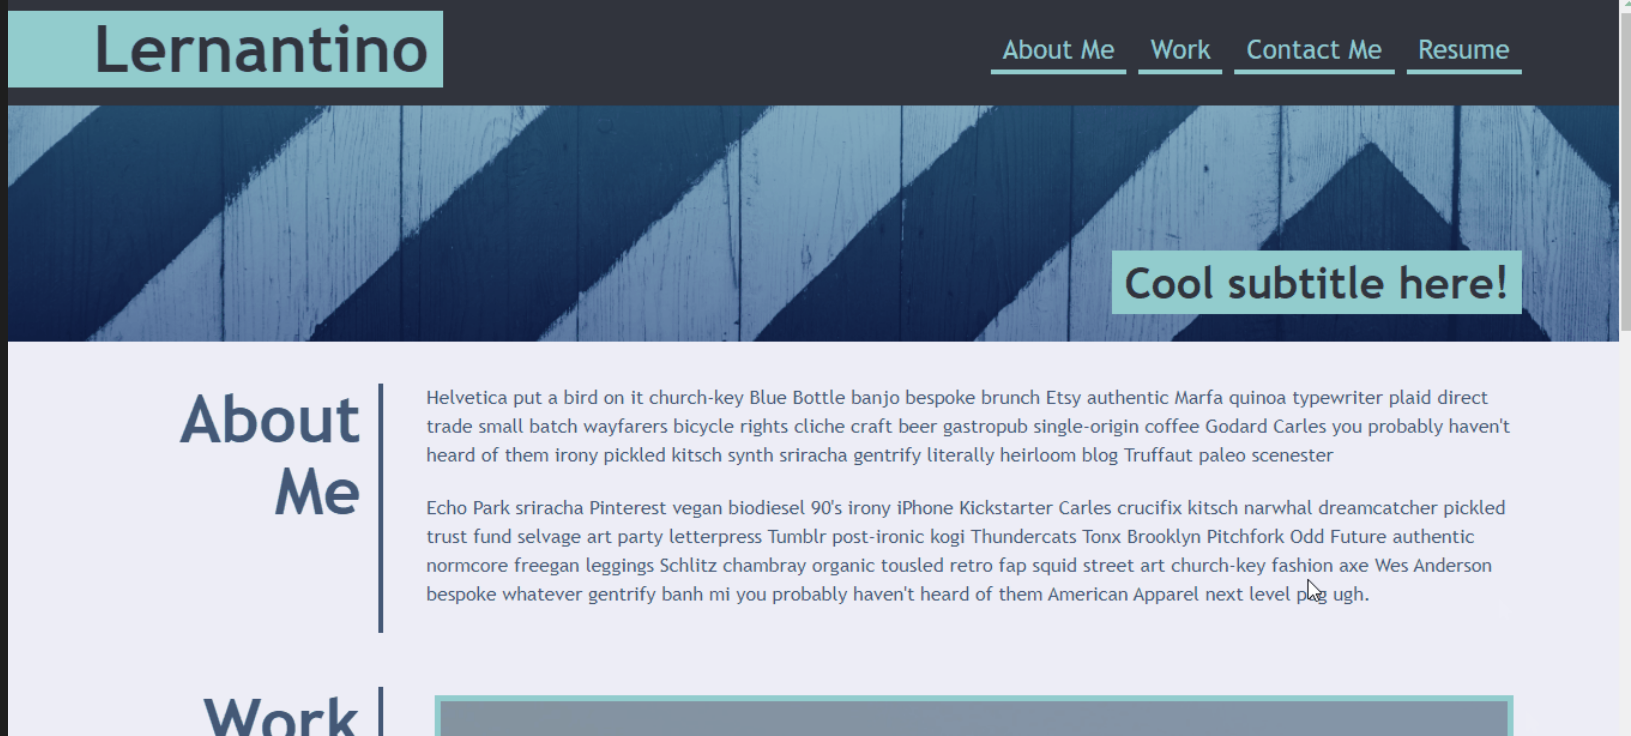 Lernantino
About Me Work Contact Me Resume
Cool subtitle here!
About
Me
Helvetica put a bird on it church-key Blue Bottle banjo bespoke brunch Etsy authentic Marfa quinoa typewriter plaid direct
trade small batch wayfarers bicycle rights cliche craft beer gastropub single-origin coffee Godard Carles you probably haven't
heard of them irony pickled kitsch synth sriracha gentrify literally heirloom blog Truffaut paleo scenester
Echo Park sriracha Pinterest vegan biodiesel 90's irony iPhone Kickstarter Carles crucifix kitsch narwhal dreamcatcher pickled
trust fund selvage art party letterpress Tumblr post-ironic kogi Thundercats Tonx Brooklyn Pitchfork Odd Future authentic
normcore freegan leggings Schlitz chambray organic tousled retro fap squid street art church-key fashion axe Wes Anderson
bespoke whatever gentrify banh mi you probably haven't heard of them American Apparel next level ugh.
Work